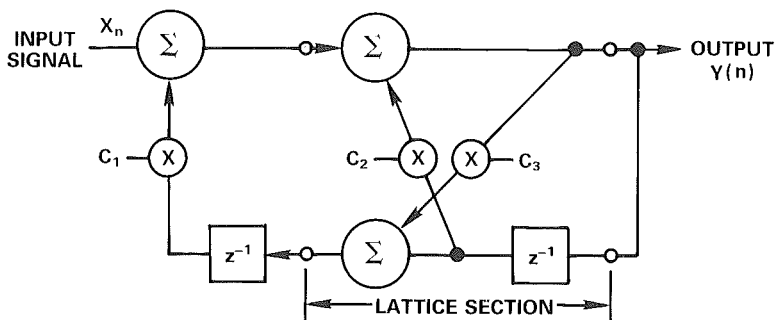 INPUT
SIGNAL
Xₙ
Σ
Σ
OUTPUT
Y(n)
C₁
X
C₂
X
X
C₃
z⁻¹
Σ
z⁻¹
LATTICE SECTION